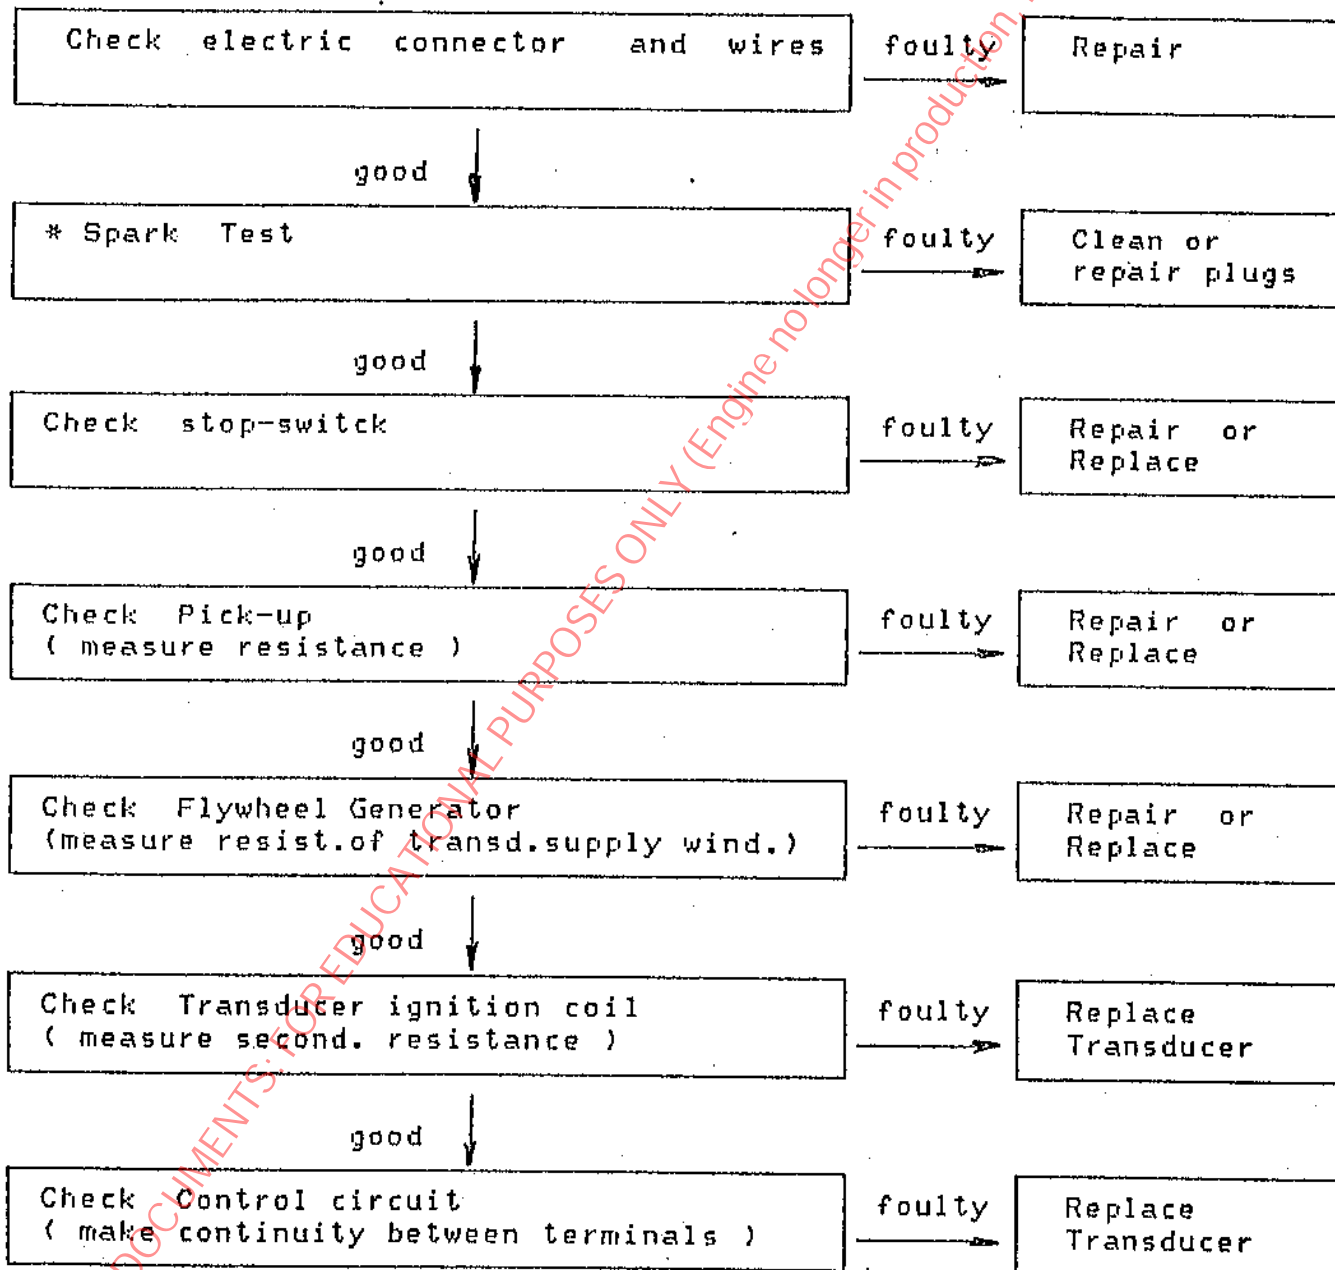 Check electric connector and wires
foulty
Repair
good
* Spark Test
foulty
Clean or
repair plugs
good
Check stop-switck
foulty
Repair or
Replace
good
Check Pick-up
( measure resistance )
foulty
Repair or
Replace
good
Check Flywheel Generator
(measure resist.of transd.supply wind.)
foulty
Repair or
Replace
good
Check Transducer ignition coil
( measure second. resistance )
foulty
Replace
Transducer
good
Check Control circuit
( make continuity between terminals )
foulty
Replace
Transducer
DOCUMENTS: FOR EDUCATIONAL PURPOSES ONLY (Engine no longer in production,